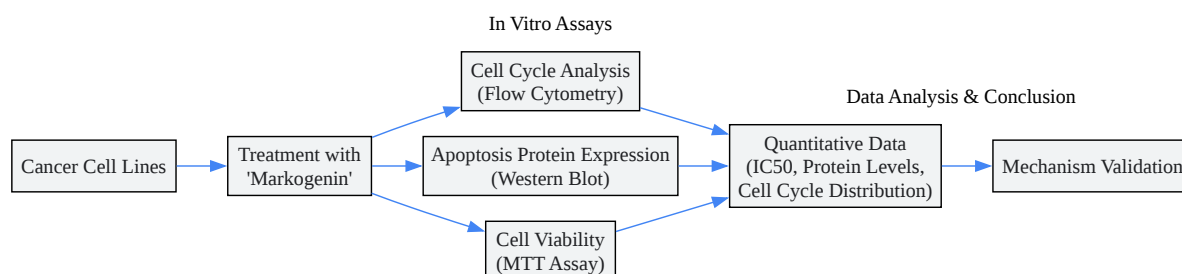 In Vitro Assays
Cell Cycle Analysis
(Flow Cytometry)
Data Analysis & Conclusion
Cancer Cell Lines
Treatment with
'Markogenin'
Apoptosis Protein Expression
(Western Blot)
Quantitative Data
(IC50, Protein Levels,
Cell Cycle Distribution)
Mechanism Validation
Cell Viability
(MTT Assay)